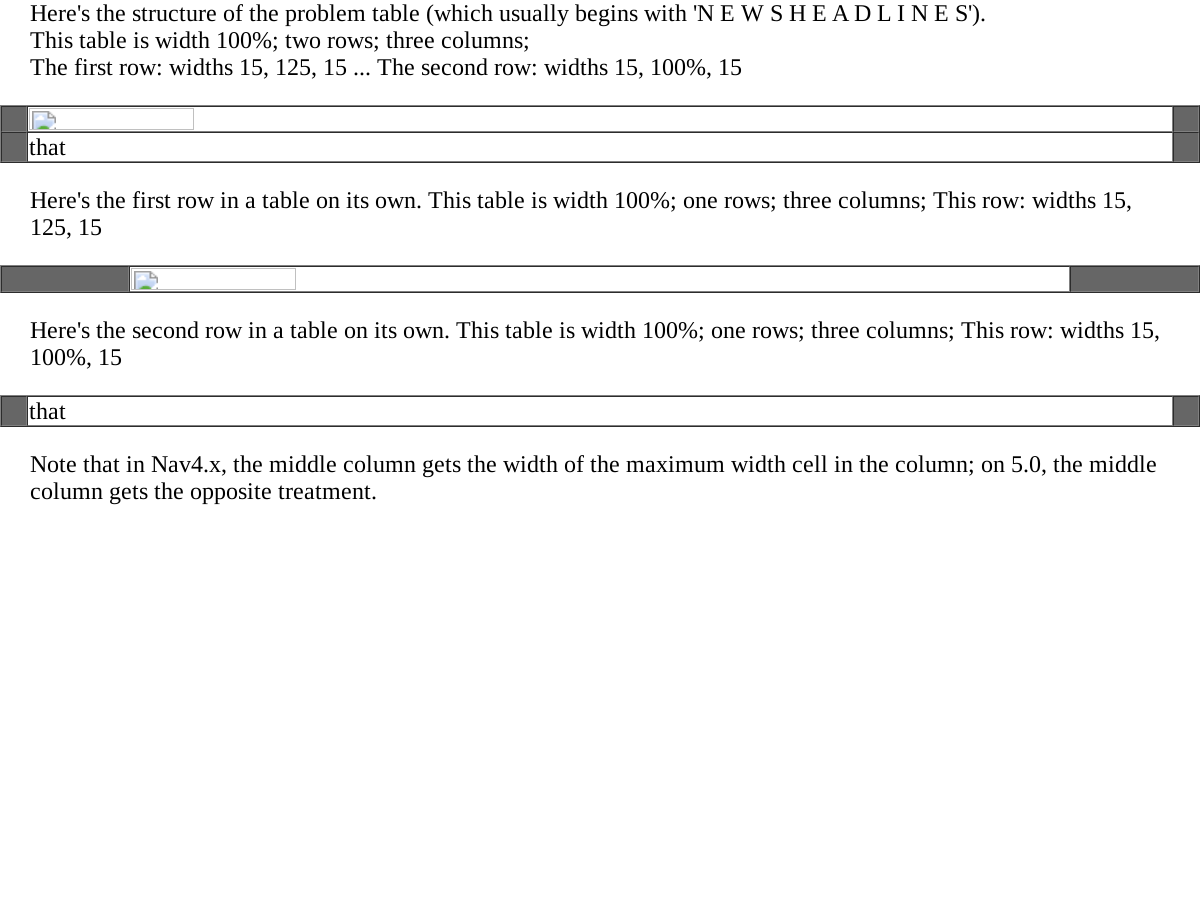 Here's the structure of the problem table (which usually begins with 'N E W S H E A D L I N E S').
This table is width 100%; two rows; three columns;
The first row: widths 15, 125, 15 ... The second row: widths 15, 100%, 15
that
Here's the first row in a table on its own. This table is width 100%; one rows; three columns; This row: widths 15,
125, 15
Here's the second row in a table on its own. This table is width 100%; one rows; three columns; This row: widths 15,
100%, 15
that
Note that in Nav4.x, the middle column gets the width of the maximum width cell in the column; on 5.0, the middle
column gets the opposite treatment.